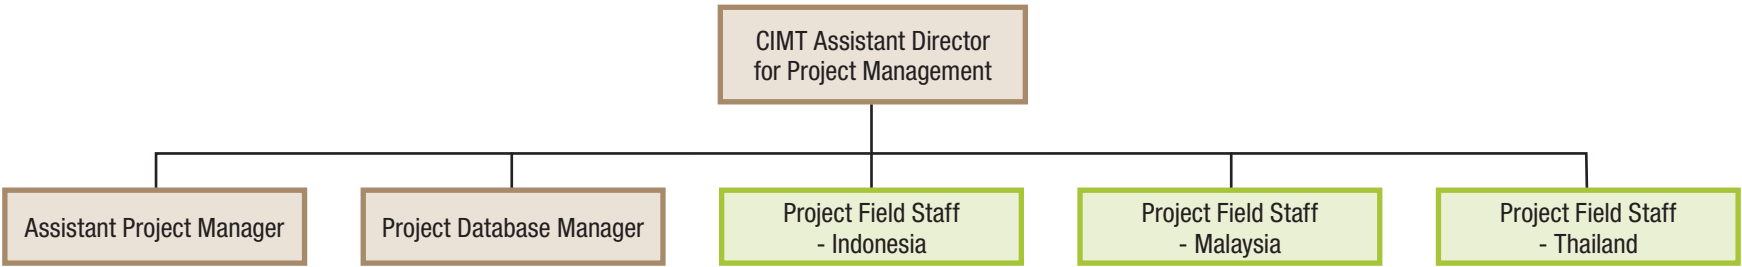 CIMT Assistant Director
for Project Management
Assistant Project Manager
Project Database Manager
Project Field Staff
- Indonesia
Project Field Staff
- Malaysia
Project Field Staff
- Thailand